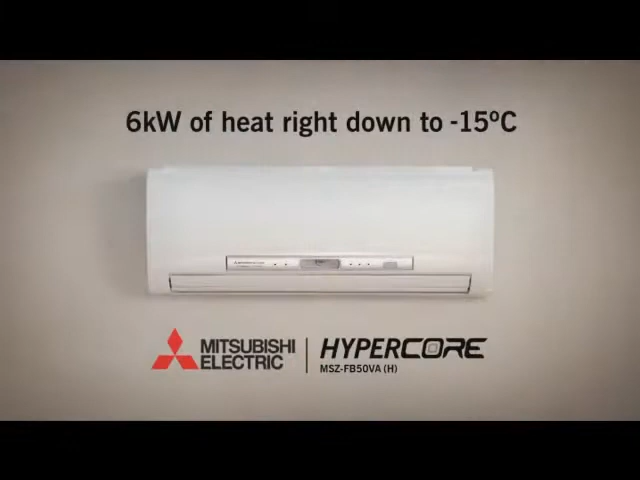 6kW of heat right down to -15ºC
MITSUBISHI
ELECTRIC
HYPERCORE
MSZ-FB50VA (H)